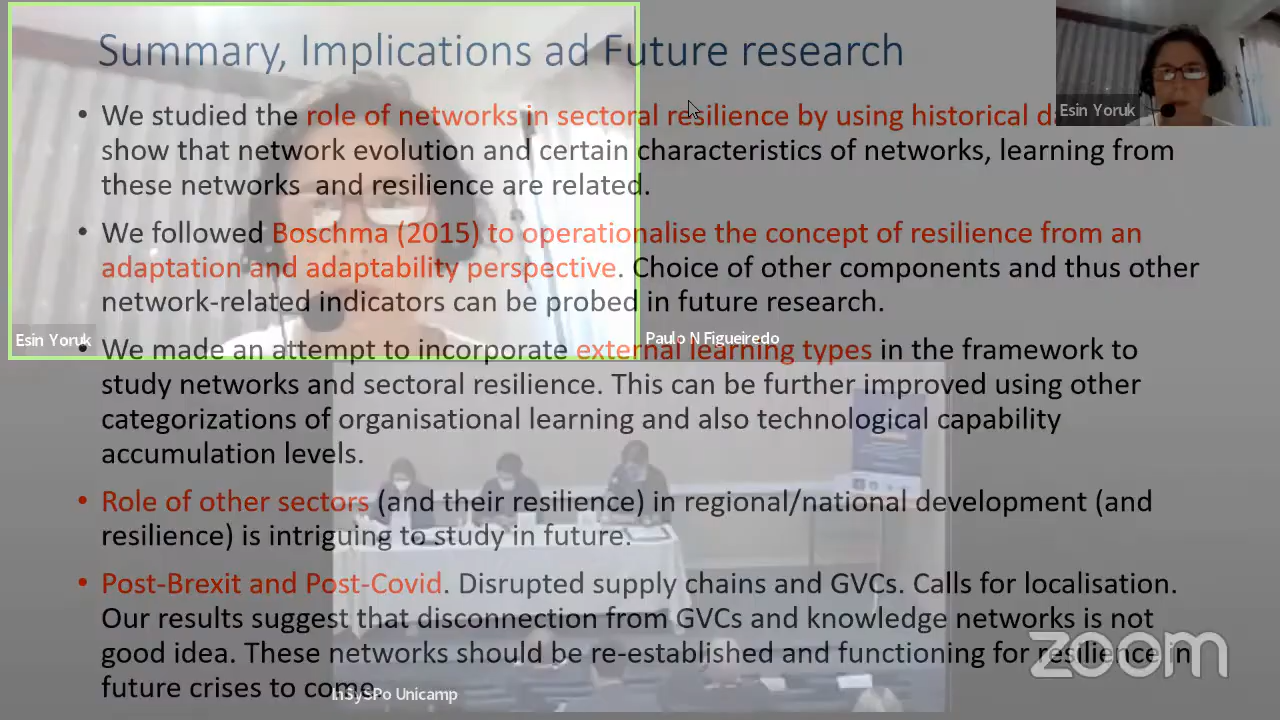 Summary, Implications ad Future research
• We studied the role of networks in sectoral resilience by using historical
Esin Yoruk
show that network evolution and certain characteristics of networks, learning from
these networks and resilience are related.
• We followed Boschma (2015) to operationalise the concept of resilience from an
adaptation and adaptability perspective. Choice of other components and thus other
network-related indicators can be probed in future research.
Esin Yoruk
Paulo N Figueiredo
• We made an attempt to incorporate external learning types in the framework to
study networks and sectoral resilience. This can be further improved using other
categorizations of organisational learning and also technological capability
accumulation levels.
• Role of other sectors (and their resilience) in regional/national development (and
resilience) is intriguing to study in future.
• Post-Brexit and Post-Covid. Disrupted supply chains and GVCs. Calls for localisation.
Our results suggest that disconnection from GVCs and knowledge networks is not
good idea. These networks should be re-established and functioning for resilience in
future crises to come.
InSySPo Unicamp
zoom